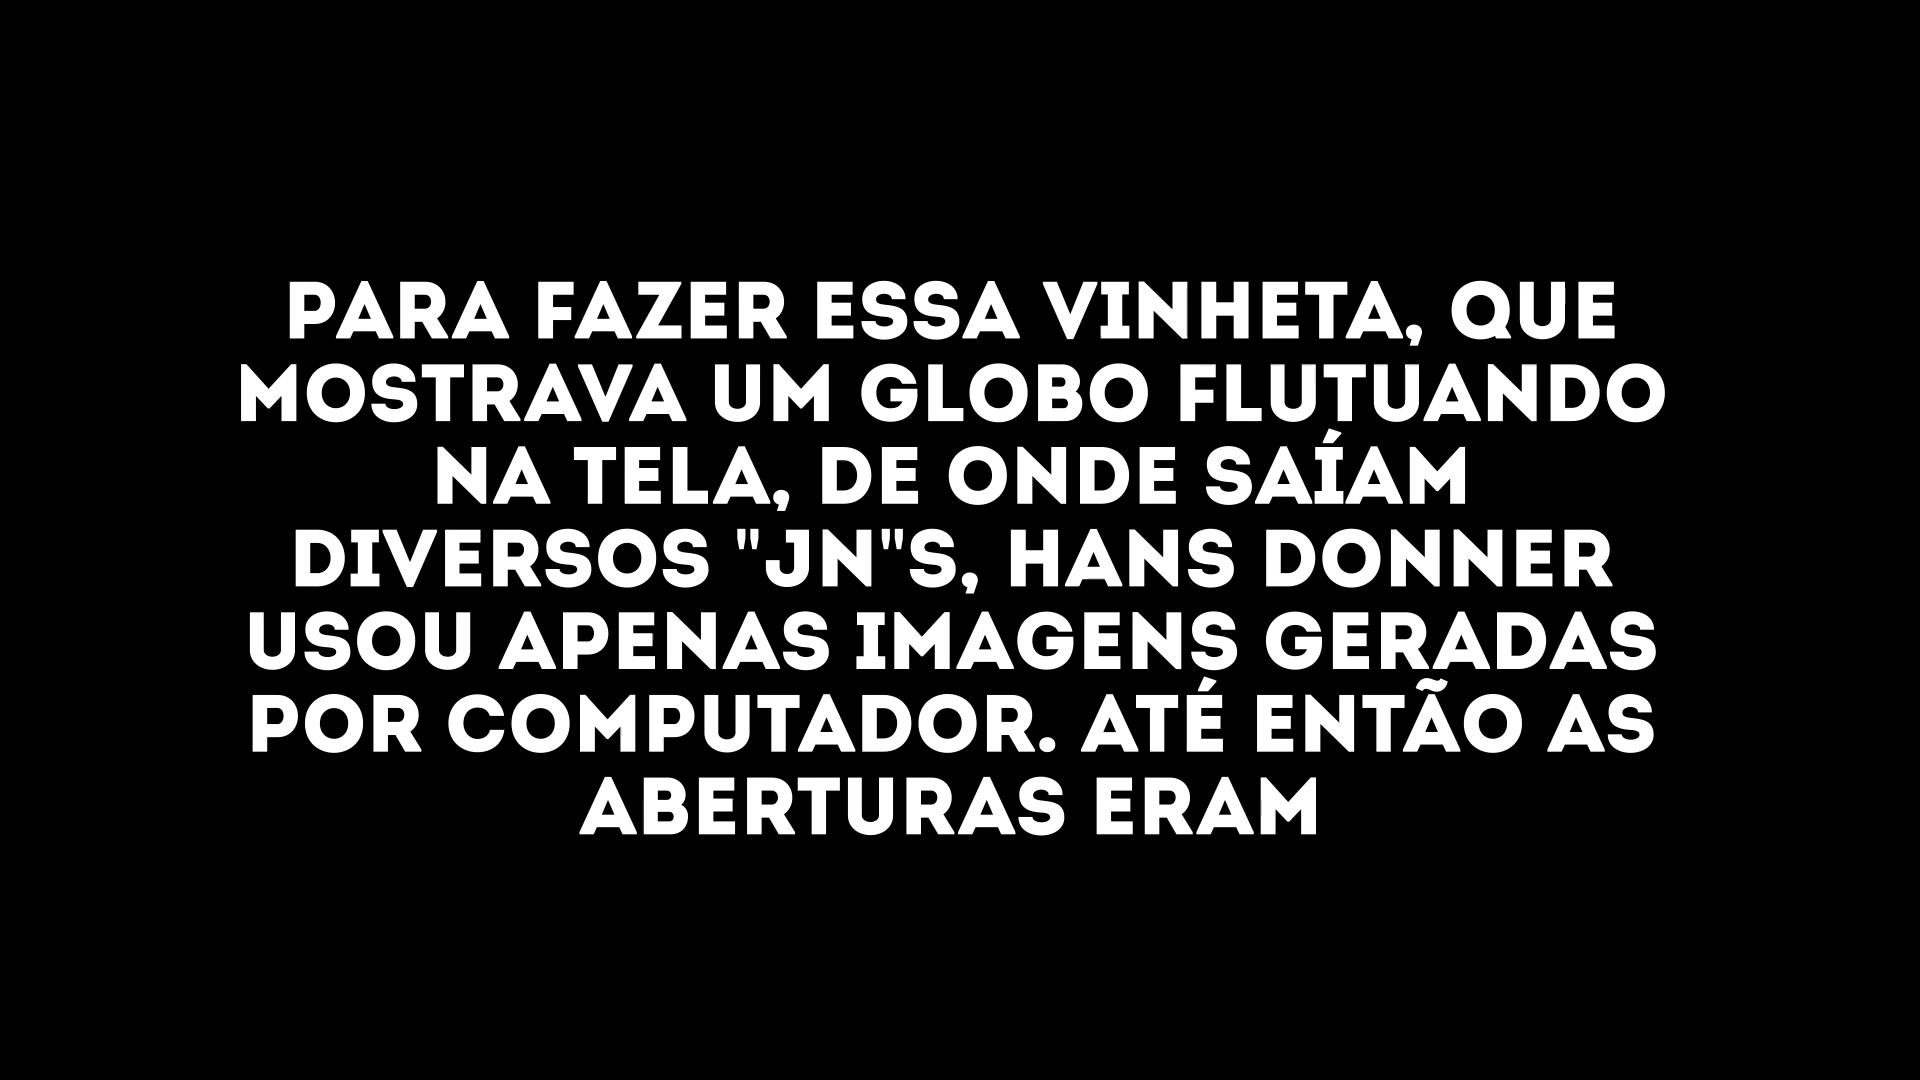 PARA FAZER ESSA VINHETA, QUE
MOSTRAVA UM GLOBO FLUTUANDO
NA TELA, DE ONDE SAÍAM
DIVERSOS "JN"S, HANS DONNER
USOU APENAS IMAGENS GERADAS
POR COMPUTADOR. ATÉ ENTÃO AS
ABERTURAS ERAM